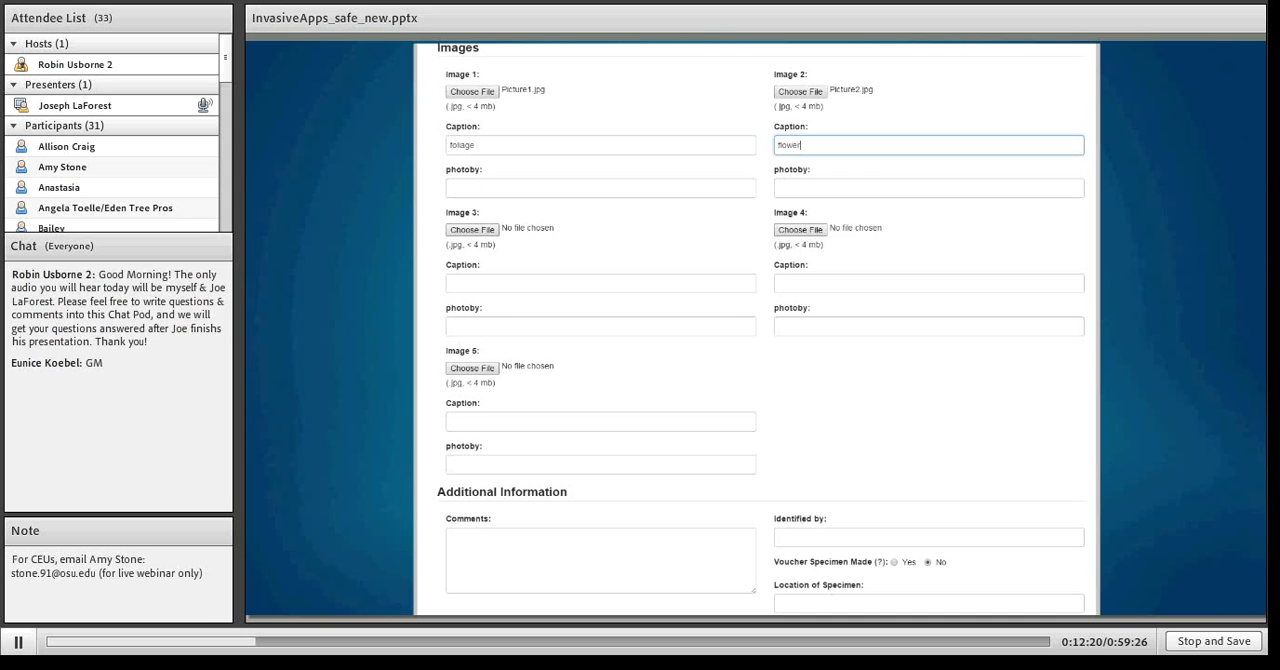 Attendee List (33)
Hosts (1)
Robin Usborne 2
Presenters (1)
Joseph LaForest
Participants (31)
Allison Craig
Amy Stone
Anastasia
Angela Toelle/Eden Tree Pros
Bailey
Chat (Everyone)
Robin Usborne 2: Good Morning! The only
audio you will hear today will be myself & Joe
LaForest. Please feel free to write questions &
comments into this Chat Pod, and we will
get your questions answered after Joe finishs
his presentation. Thank you!
Eunice Koebel: GM
Note
For CEUs, email Amy Stone:
stone.91@osu.edu (for live webinar only)
InvasiveApps_safe_new.pptx
Images
Image 1: Image 2:
Choose File Picture1.jpg Choose File Picture2.jpg
(.jpg, < 4 mb) (.jpg, < 4 mb)
Caption: Caption:
foliage flower
photoby: photoby:
Image 3: Image 4:
Choose File No file chosen Choose File No file chosen
(.jpg, < 4 mb) (.jpg, < 4 mb)
Caption: Caption:
photoby: photoby:
Image 5:
Choose File No file chosen
(.jpg, < 4 mb)
Caption:
photoby:
Additional Information
Comments: Identified by:
Voucher Specimen Made (?): Yes No
Location of Specimen:
0:12:20/0:59:26 Stop and Save